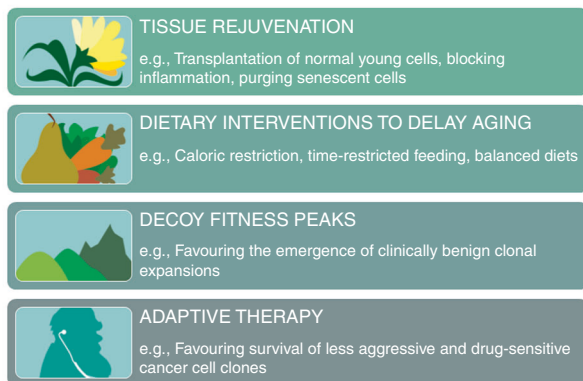 TISSUE REJUVENATION
e.g., Transplantation of normal young cells, blocking
inflammation, purging senescent cells
DIETARY INTERVENTIONS TO DELAY AGING
e.g., Caloric restriction, time-restricted feeding, balanced diets
DECOY FITNESS PEAKS
e.g., Favouring the emergence of clinically benign clonal
expansions
ADAPTIVE THERAPY
e.g., Favouring survival of less aggressive and drug-sensitive
cancer cell clones